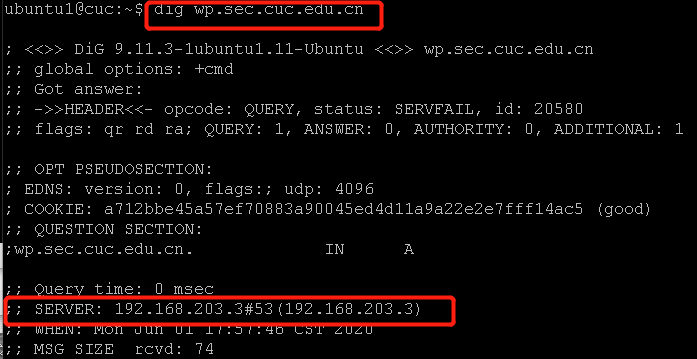 ubuntu1@cuc:~$ dig wp.sec.cuc.edu.cn
; <<>> DiG 9.11.3-1ubuntu1.11-Ubuntu <<>> wp.sec.cuc.edu.cn
;; global options: +cmd
;; Got answer:
;; ->>HEADER<<- opcode: QUERY, status: SERVFAIL, id: 20580
;; flags: qr rd ra; QUERY: 1, ANSWER: 0, AUTHORITY: 0, ADDITIONAL: 1
;; OPT PSEUDOSECTION:
; EDNS: version: 0, flags:; udp: 4096
; COOKIE: a712bbe45a57ef70883a90045ed4d11a9a22e2e7fff14ac5 (good)
;; QUESTION SECTION:
;wp.sec.cuc.edu.cn. IN A
;; Query time: 0 msec
;; SERVER: 192.168.203.3#53(192.168.203.3)
;; WHEN: Mon Jun 01 17:57:46 CST 2020
;; MSG SIZE rcvd: 74